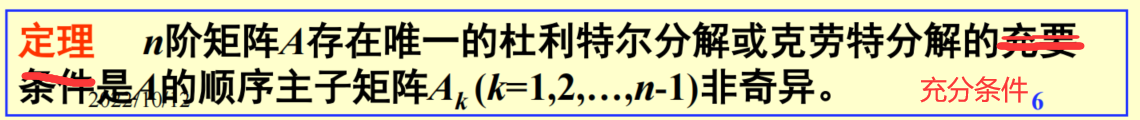 定理 n阶矩阵A存在唯一的杜利特尔分解或克劳特分解的充要
条件是A的顺序主子矩阵Aₖ(k=1,2,…,n-1)非奇异。
2022/10/12
充分条件 6